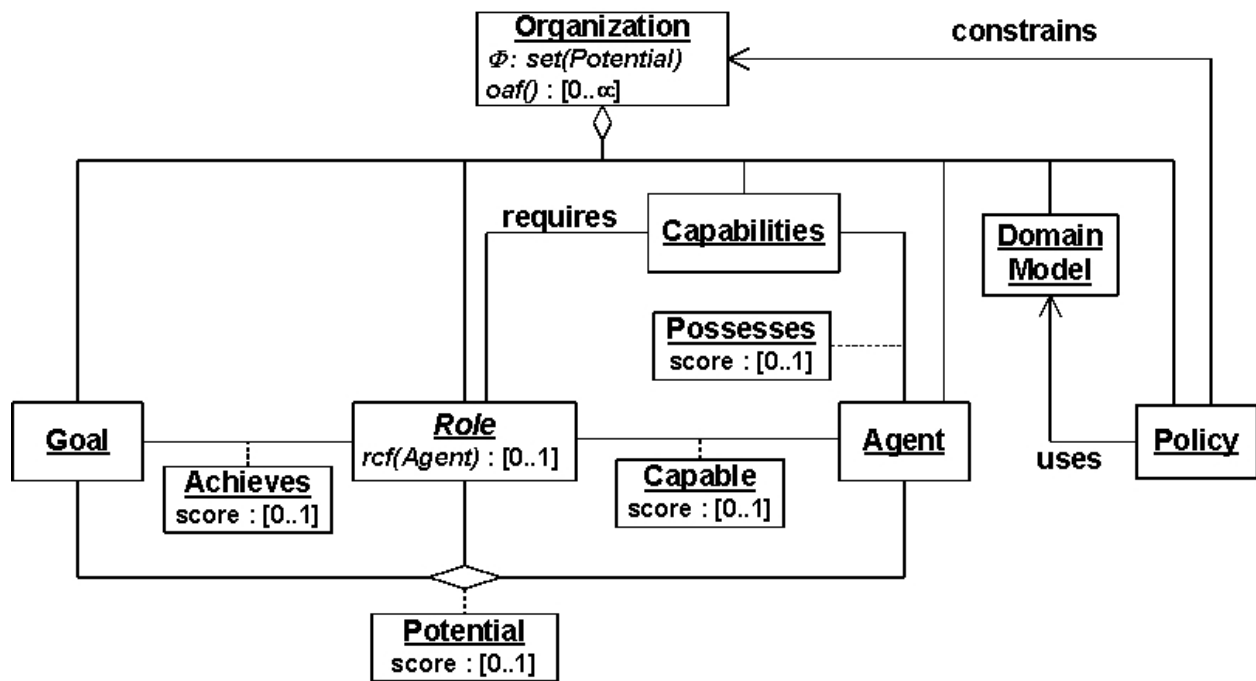 Organization
Φ: set(Potential)
oaf() : [0..∝]
constrains
requires
Capabilities
Domain
Model
Possesses
score : [0..1]
Goal
Role
rcf(Agent) : [0..1]
Agent
Policy
uses
Achieves
score : [0..1]
Capable
score : [0..1]
Potential
score : [0..1]